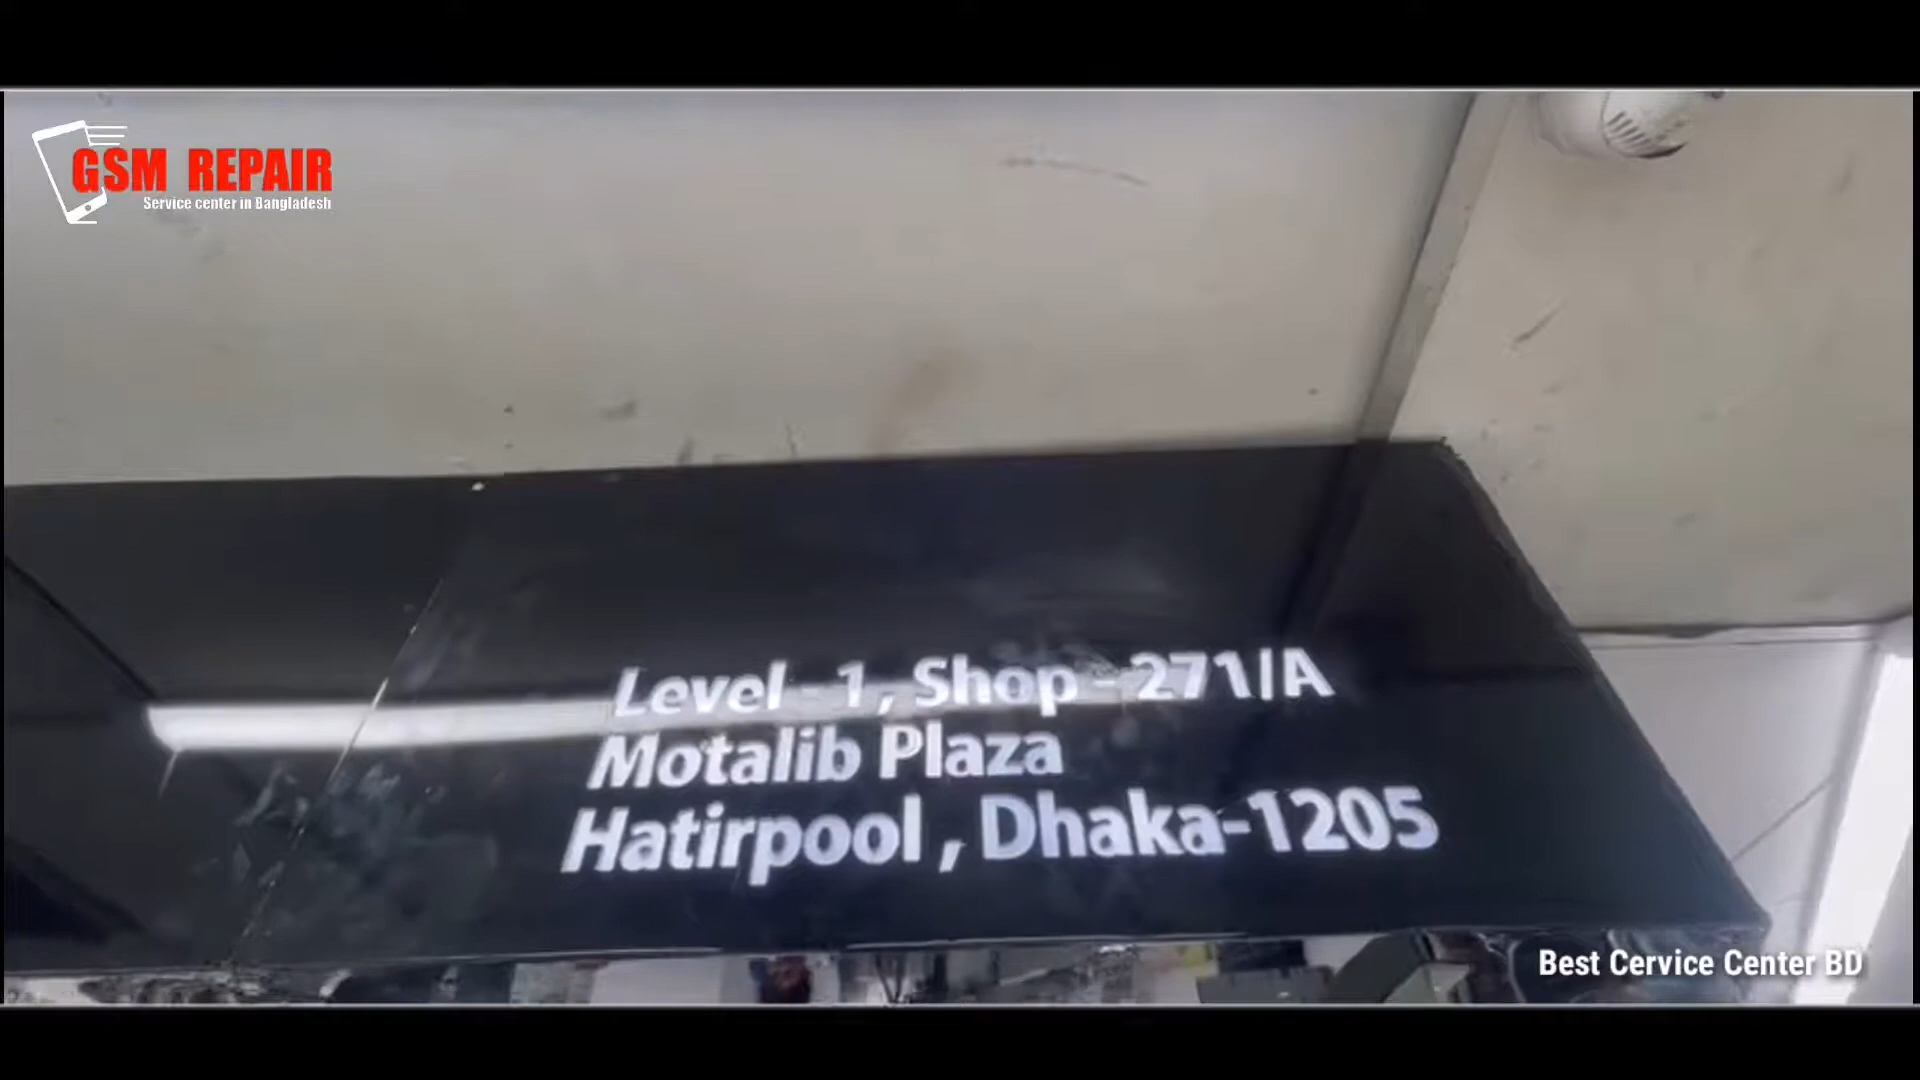 GSM REPAIR
Service center in Bangladesh
Level - 1, Shop - 271/A
Motalib Plaza
Hatirpool , Dhaka-1205
Best Cervice Center BD